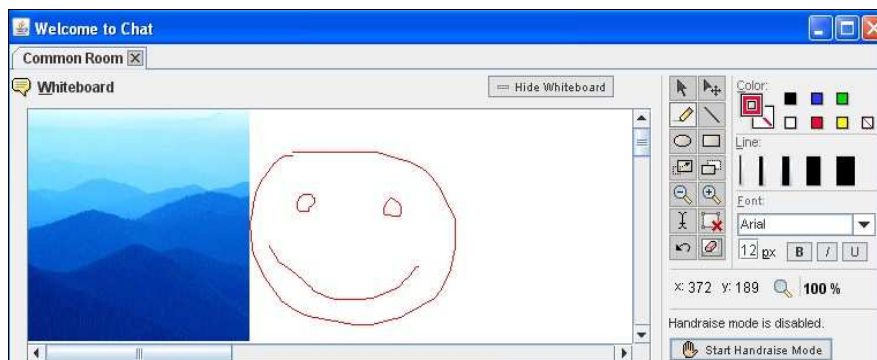 Welcome to Chat
Common Room
Whiteboard
Hide Whiteboard
Color:
Line:
Font:
Arial
12 px B I U
x: 372 y: 189 100 %
Handraise mode is disabled.
Start Handraise Mode